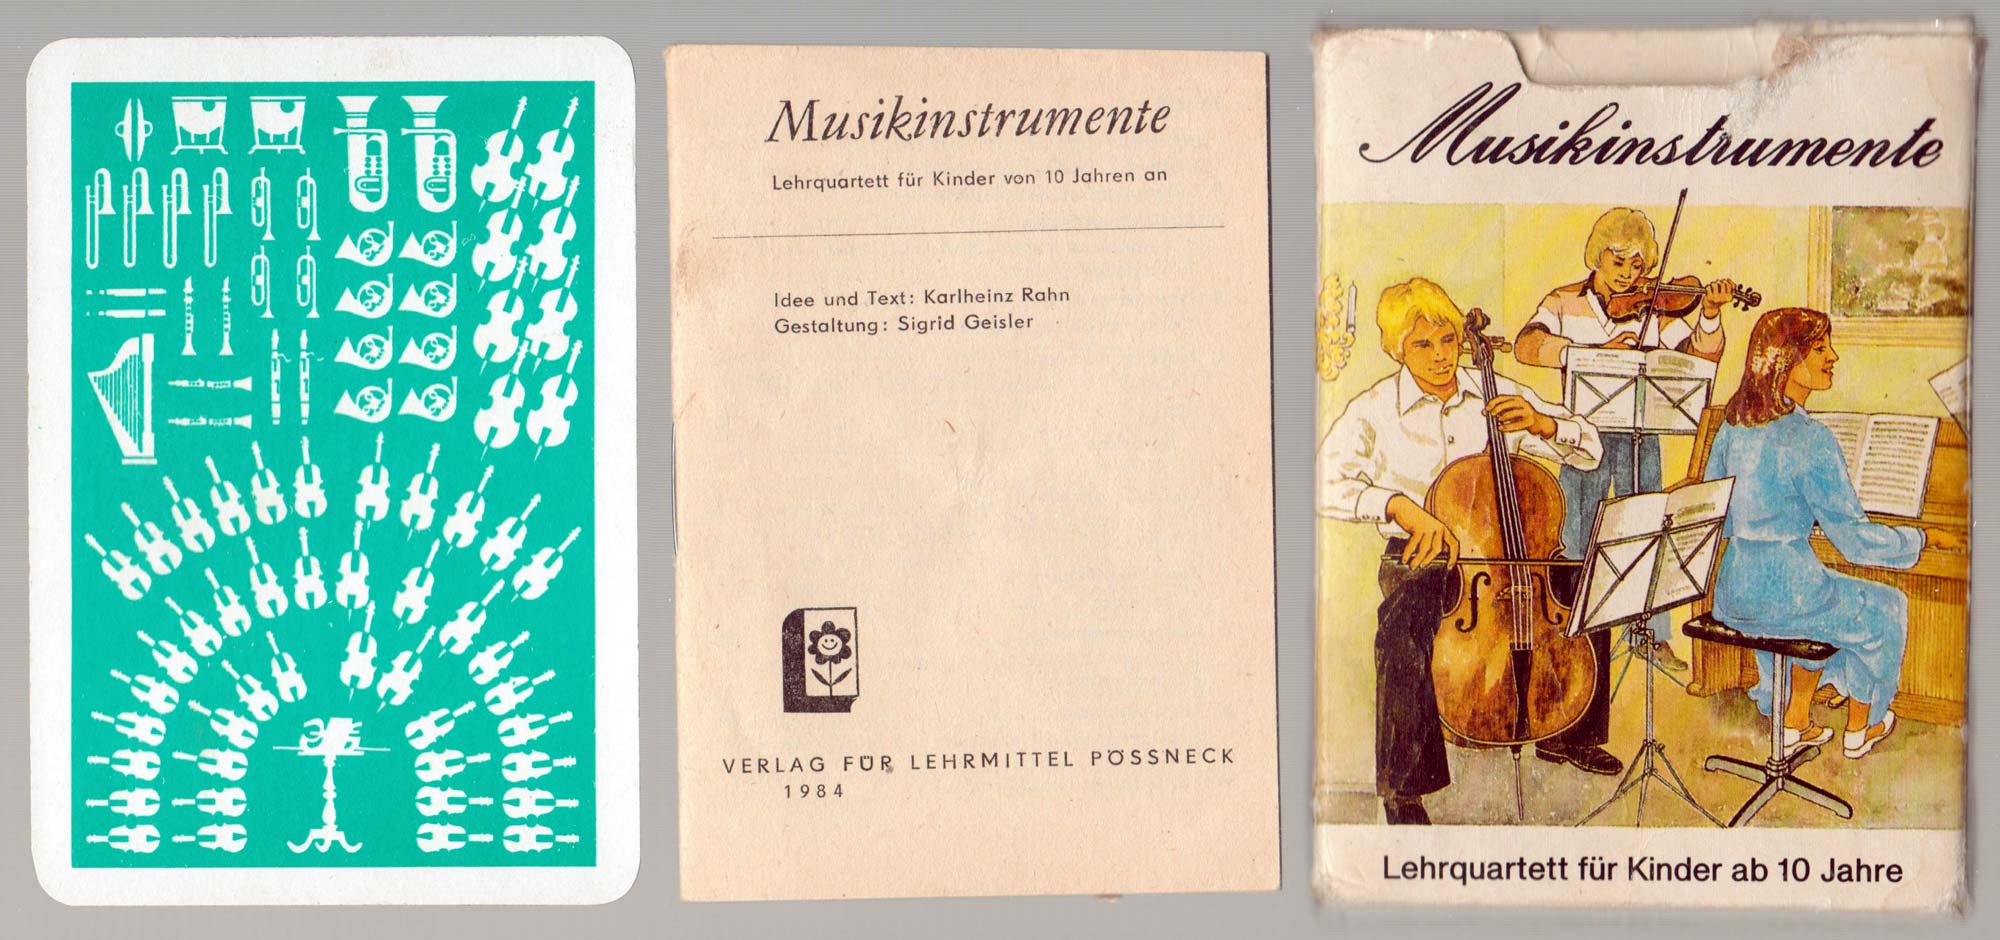 Musikinstrumente
Lehrquartett für Kinder von 10 Jahren an
Idee und Text: Karlheinz Rahn
Gestaltung: Sigrid Geisler
VERLAG FÜR LEHRMITTEL PÖSSNECK
1984
Musikinstrumente
Lehrquartett für Kinder ab 10 Jahre